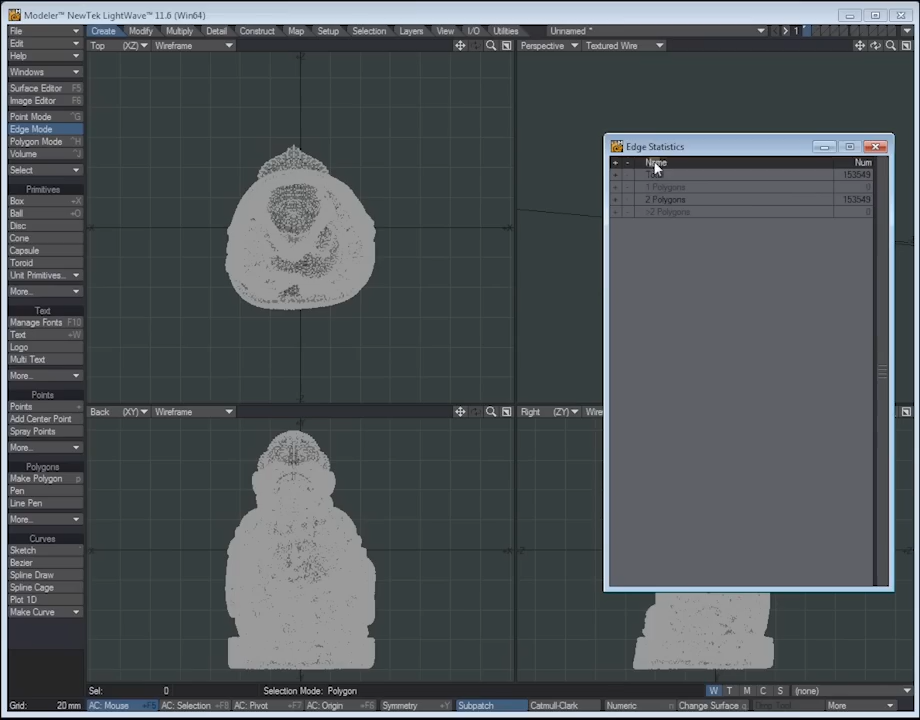 Modeler™ NewTek LightWave™ 11.6 (Win64)
File
Edit
Help
Windows
Surface Editor F5
Image Editor F6
Point Mode ^G
Edge Mode
Polygon Mode ^H
Volume ^J
Select
Primitives
Box +X
Ball +O
Disc
Cone
Capsule
Toroid
Unit Primitives...
More...
Text
Manage Fonts F10
Text +W
Logo
Multi Text
More...
Points
Points +
Add Center Point
Spray Points
More...
Polygons
Make Polygon p
Pen
Line Pen
More...
Curves
Sketch
Bezier
Spline Draw
Spline Cage
Plot 1D
Make Curve
Grid: 20 mm
Create Modify Multiply Detail Construct Map Setup Selection Layers View I/O Utilities Unnamed * 1
Top (XZ) Wireframe
Perspective Textured Wire
Back (XY) Wireframe
Right (ZY) Wire
Edge Statistics
+ - Name Num
+ - 153549
+ - 1 Polygons 0
+ - 2 Polygons 153549
+ - >2 Polygons 0
Sel: 0 Selection Mode: Polygon W T M C S (none)
AC: Mouse +F5 AC: Selection +F8 AC: Pivot +F7 AC: Origin +F6 Symmetry +Y Subpatch Catmull-Clark Numeric n Change Surface q More